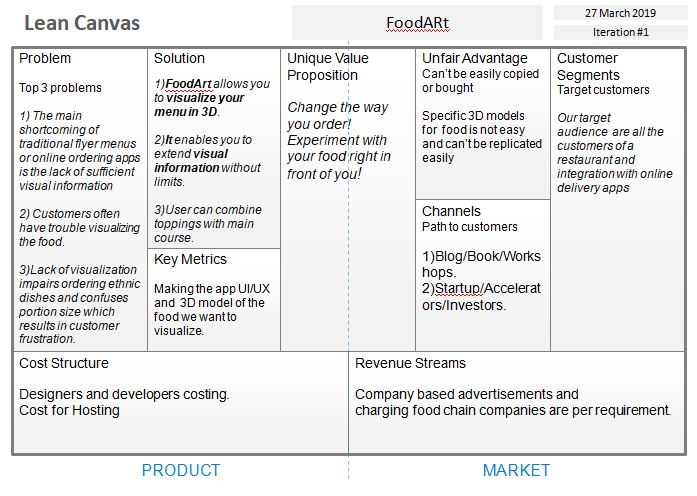 Lean Canvas
FoodARt
27 March 2019
Iteration #1
Problem
Top 3 problems
1) The main
shortcoming of
traditional flyer menus
or online ordering apps
is the lack of sufficient
visual information
2) Customers often
have trouble visualizing
the food.
3)Lack of visualization
impairs ordering ethnic
dishes and confuses
portion size which
results in customer
frustration.
Solution
1)FoodArt allows you
to visualize your
menu in 3D.
2)It enables you to
extend visual
information without
limits.
3)User can combine
toppings with main
course.
Key Metrics
Making the app UI/UX
and 3D model of the
food we want to
visualize.
Unique Value
Proposition
Change the way
you order!
Experiment with
your food right in
front of you!
Unfair Advantage
Can't be easily copied
or bought
Specific 3D models
for food is not easy
and can't be replicated
easily
Channels
Path to customers
1)Blog/Book/Works
hops.
2)Startup/Accelerat
ors/Investors.
Customer
Segments
Target customers
Our target
audience are all the
customers of a
restaurant and
integration with online
delivery apps
Cost Structure
Designers and developers costing.
Cost for Hosting
Revenue Streams
Company based advertisements and
charging food chain companies are per requirement.
PRODUCT
MARKET